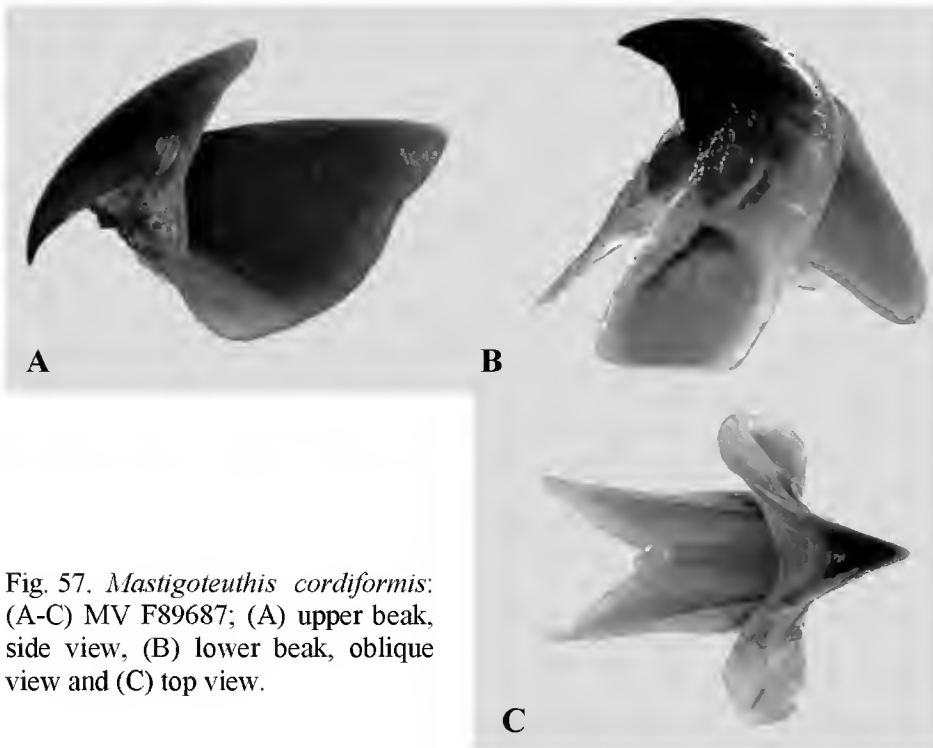 A
B
C
Fig. 57. Mastigoteuthis cordiformis:
(A-C) MV F89687; (A) upper beak,
side view, (B) lower beak, oblique
view and (C) top view.